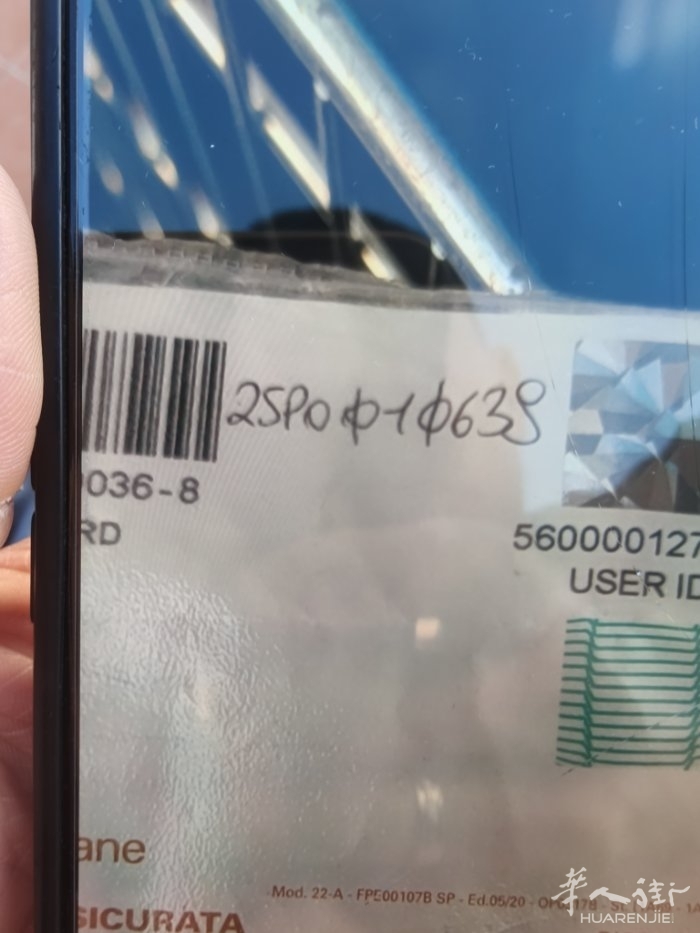 25P0010639
036-8
RD
560000127
USER ID
ane
Mod. 22-A - FPE00107B SP - Ed.05/20 -
SICURATA
华人街
HUARENJIE